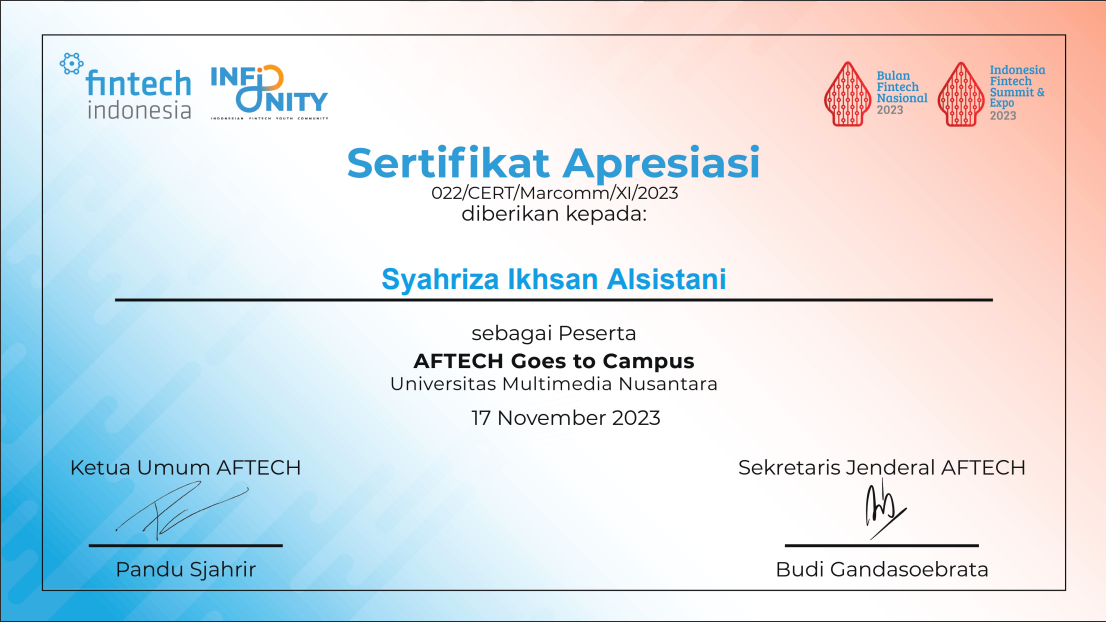 fintech
indonesia
INFINITY
INDONESIAN FINTECH YOUTH COMMUNITY
Bulan
Fintech
Nasional
2023
Indonesia
Fintech
Summit &
Expo
2023
Sertifikat Apresiasi
022/CERT/Marcomm/XI/2023
diberikan kepada:
Syahriza Ikhsan Alsistani
sebagai Peserta
AFTECH Goes to Campus
Universitas Multimedia Nusantara
17 November 2023
Ketua Umum AFTECH
Pandu Sjahrir
Sekretaris Jenderal AFTECH
Budi Gandasoebrata